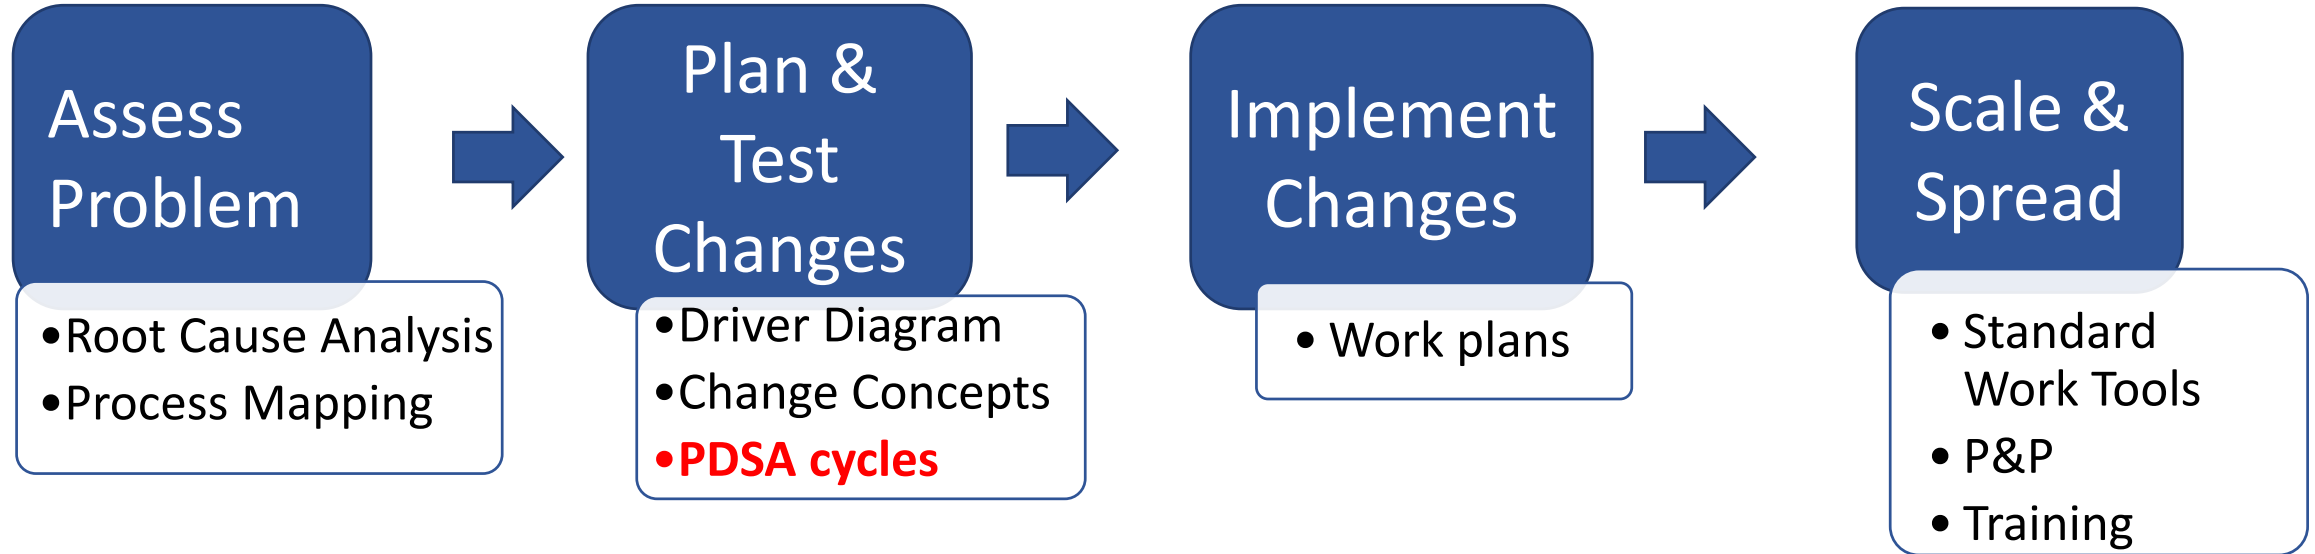 Assess
Problem
•Root Cause Analysis
•Process Mapping
Plan &
Test
Changes
•Driver Diagram
•Change Concepts
•PDSA cycles
Implement
Changes
• Work plans
Scale &
Spread
• Standard
Work Tools
• P&P
• Training